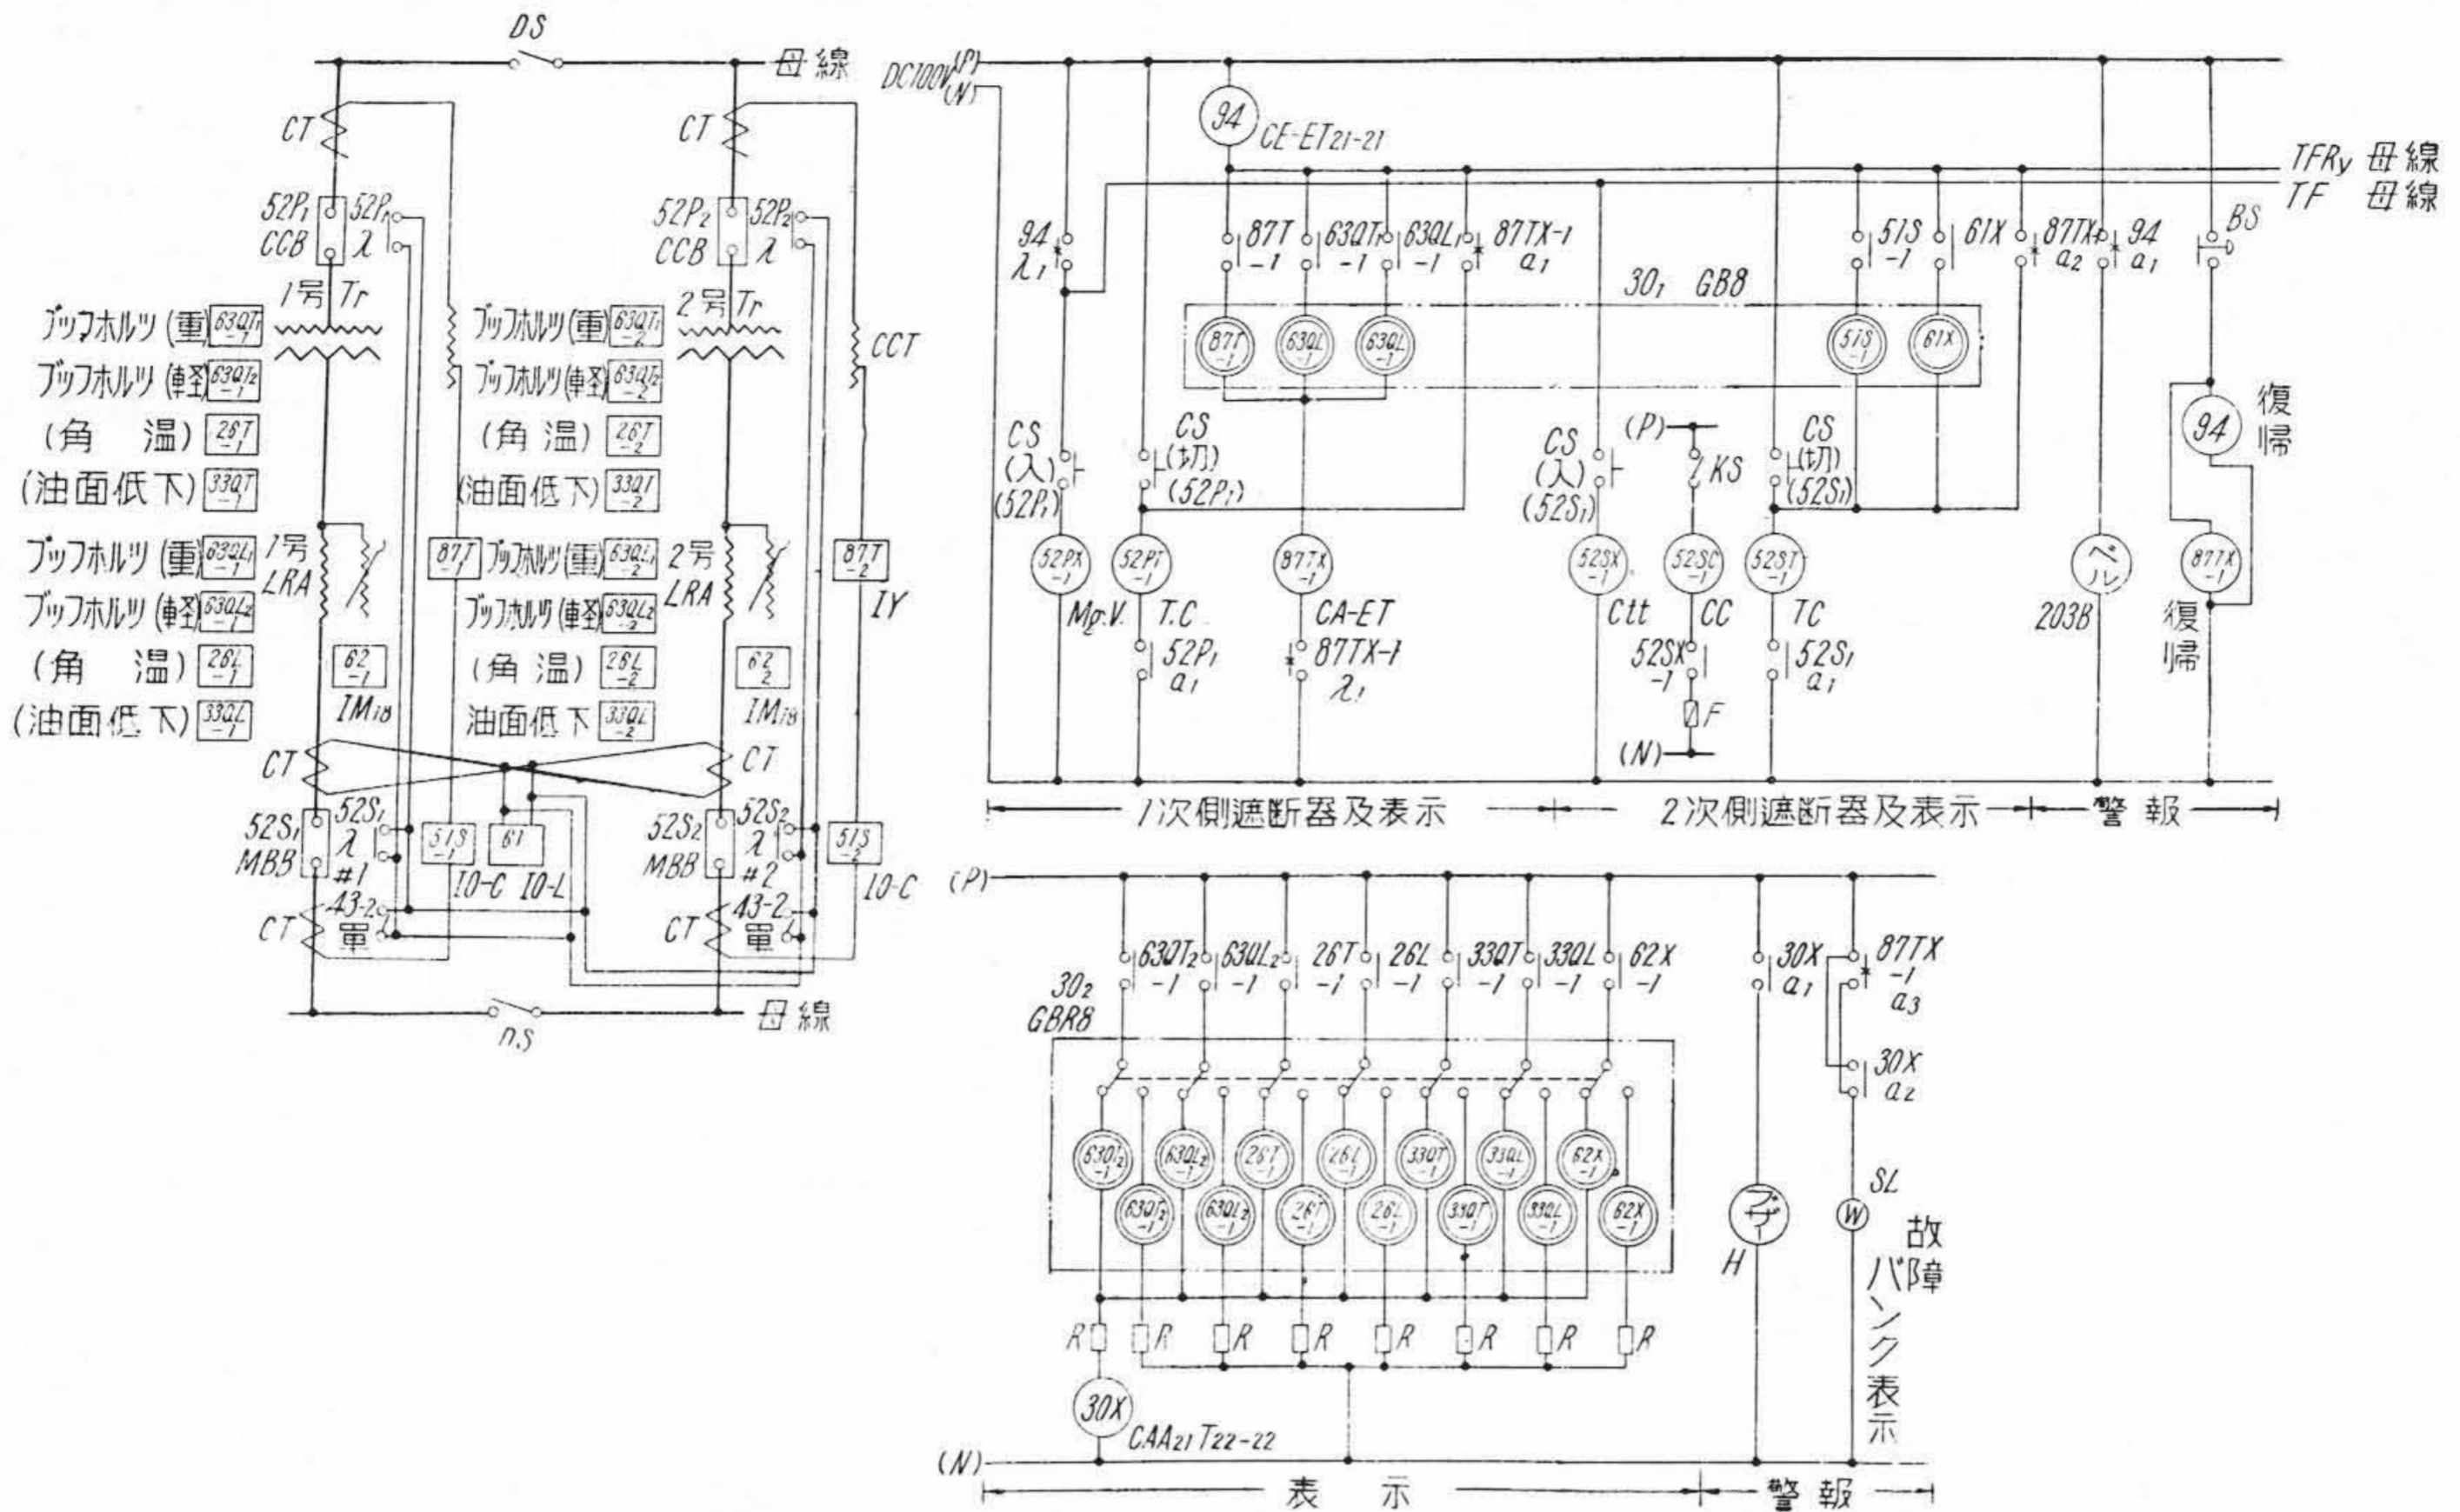 DS
母線
CT
CT
52P₁
CCB
52P₁
λ
52P₂
CCB
52P₂
λ
1号 Tr
2号 Tr
ブッフホルツ (重) 63QT₁ -1
ブッフホルツ (軽) 63QT₂ -1
(角 温) 26T -1
(油面低下) 33QT -1
ブッフホルツ (重) 63QL₁ -1
ブッフホルツ (軽) 63QL₂ -1
(角 温) 26L -1
(油面低下) 33QL -1
1号
LRA
62 -1
IM18
87T -1
ブッフホルツ (重) 63QT₁ -2
ブッフホルツ (軽) 63QT₂ -2
(角 温) 26T -2
(油面低下) 33QT -2
ブッフホルツ (重) 63QL₁ -2
ブッフホルツ (軽) 63QL₂ -2
(角 温) 26L -2
油面低下 33QL -2
2号
LRA
62 2
IM18
CCT
87T -2
IY
CT
CT
52S₁
MBB
52S₁
λ
#1
51S -1
IO-C
61
IO-L
52S₂
MBB
52S₂
λ
#2
51S -2
IO-C
CT
43-2
単
CT
43-2
単
母線
D.S
DC100V (P)
(N)
94
CE-ET21-21
TFRy 母線
TF 母線
94
λ₁
87T
-1
63QT₁
-1
63QL₁
-1
87TX-1
a₁
51S
-1
61X
87TX-1
a₂
94
a₁
BS
30₁ GB8
87T -1
63QL -1
63QL -1
51S -1
61X
CS
(入)
(52P₁)
CS
(切)
(52P₁)
CS
(入)
(52S₁)
(P)
KS
CS
(切)
(52S₁)
94
復帰
52PX -1
Mg.V.
52PT -1
T.C
87TX -1
CA-ET
52SX -1
Ctt
52SC -1
CC
52ST -1
TC
ベル
203B
87TX -1
復帰
52P₁
a₁
87TX-1
λ₁
52SX
-1
F
(N)
52S₁
a₁
1次側遮断器及表示
2次側遮断器及表示
警報
(P)
63QT₂
-1
63QL₂
-1
26T
-1
26L
-1
33QT
-1
33QL
-1
62X
-1
30X
a₁
87TX
-1
a₃
30₂
GBR8
30X
a₂
63QT₂ -1
63QL₂ -1
26T -1
26L -1
33QT -1
33QL -1
62X -1
63QT₂ -1
63QL₂ -1
26T -1
26L -1
33QT -1
33QL -1
62X -1
ブザー
H
SL
W
故障
バンク表示
R R R R R R R R
30X
CAA21T22-22
(N)
表 示
警報